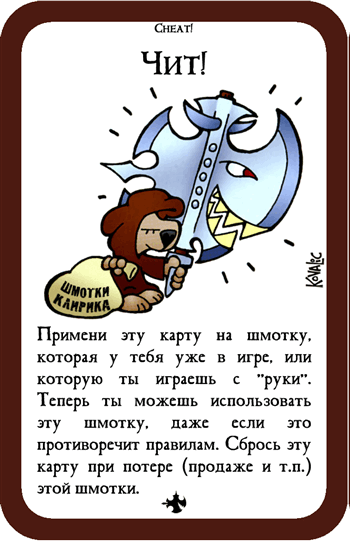 Cheat!
Чит!
ШМОТКИ
КЛИРИКА
Kovalic
Примени эту карту на шмотку,
которая у тебя уже в игре, или
которую ты играешь с "руки".
Теперь ты можешь использовать
эту шмотку, даже если это
противоречит правилам. Сбрось эту
карту при потере (продаже и т.п.)
этой шмотки.